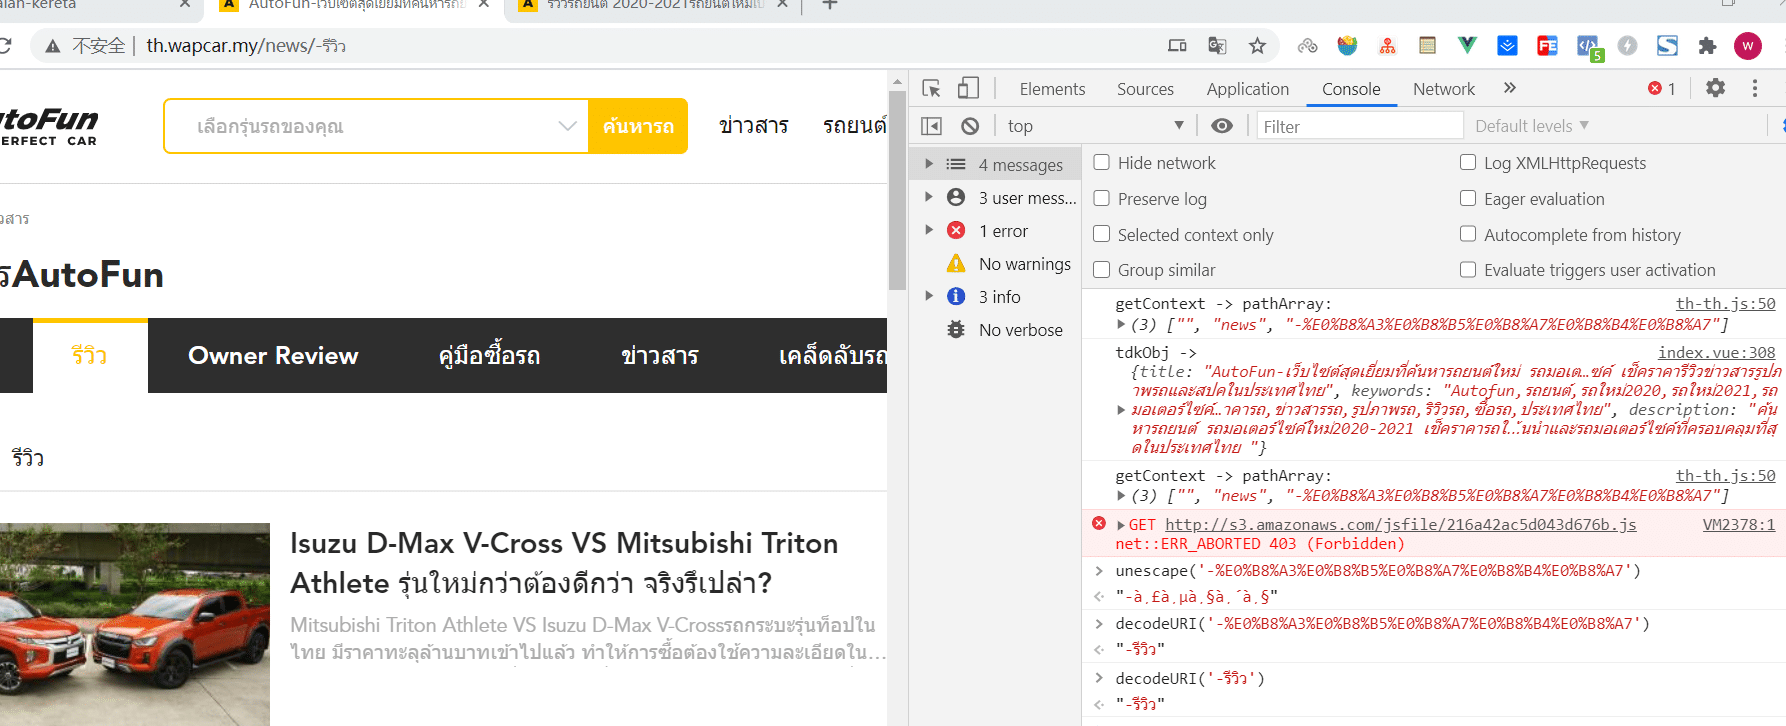 alan-kereta
AutoFun-เว็บไซต์สุดเยี่ยมที่ค้นหารถย
รีวิวรถยนต์ 2020-2021รถยนต์ใหม่เป
不安全 th.wapcar.my/news/-รีวิว
5
w
toFun
ERFECT CAR
เลือกรุ่นรถของคุณ
ค้นหารถ
ข่าวสาร รถยนต์
วสาร
รAutoFun
รีวิว Owner Review คู่มือซื้อรถ ข่าวสาร เคล็ดลับรถ
รีวิว
Isuzu D-Max V-Cross VS Mitsubishi Triton
Athlete รุ่นใหม่กว่าต้องดีกว่า จริงรึเปล่า?
Mitsubishi Triton Athlete VS Isuzu D-Max V-Crossรถกระบะรุ่นท็อปใน
ไทย มีราคาทะลุล้านบาทเข้าไปแล้ว ทำให้การซื้อต้องใช้ความละเอียดใน…
Elements Sources Application Console Network 1
top Filter Default levels
4 messages
3 user mess...
1 error
No warnings
3 info
No verbose
Hide network Log XMLHttpRequests
Preserve log Eager evaluation
Selected context only Autocomplete from history
Group similar Evaluate triggers user activation
getContext -> pathArray: th-th.js:50
(3) ["", "news", "-%E0%B8%A3%E0%B8%B5%E0%B8%A7%E0%B8%B4%E0%B8%A7"]
tdkObj -> index.vue:308
{title: "AutoFun-เว็บไซต์สุดเยี่ยมที่ค้นหารถยนต์ใหม่ รถมอเต…ซค์ เช็คราคารีวิวข่าวสารรูปภ
าพรถและสปคในประเทศไทย", keywords: "Autofun,รถยนต์,รถใหม่2020,รถใหม่2021,รถ
มอเตอร์ไซค์…าคารถ,ข่าวสารรถ,รูปภาพรถ,ริวิวรถ,ซื้อรถ,ประเทศไทย", description: "ค้น
หารถยนต์ รถมอเตอร์ไซค์ใหม่2020-2021 เช็คราคารถใ…้นนำและรถมอเตอร์ไซค์ที่ครอบคลุมที่สุ
ดในประเทศไทย "}
getContext -> pathArray: th-th.js:50
(3) ["", "news", "-%E0%B8%A3%E0%B8%B5%E0%B8%A7%E0%B8%B4%E0%B8%A7"]
GET http://s3.amazonaws.com/jsfile/216a42ac5d043d676b.js VM2378:1
net::ERR_ABORTED 403 (Forbidden)
unescape('-%E0%B8%A3%E0%B8%B5%E0%B8%A7%E0%B8%B4%E0%B8%A7')
"-à¸£à¸µà¸§à¸´à¸§"
decodeURI('-%E0%B8%A3%E0%B8%B5%E0%B8%A7%E0%B8%B4%E0%B8%A7')
"-รีวิว"
decodeURI('-รีวิว')
"-รีวิว"